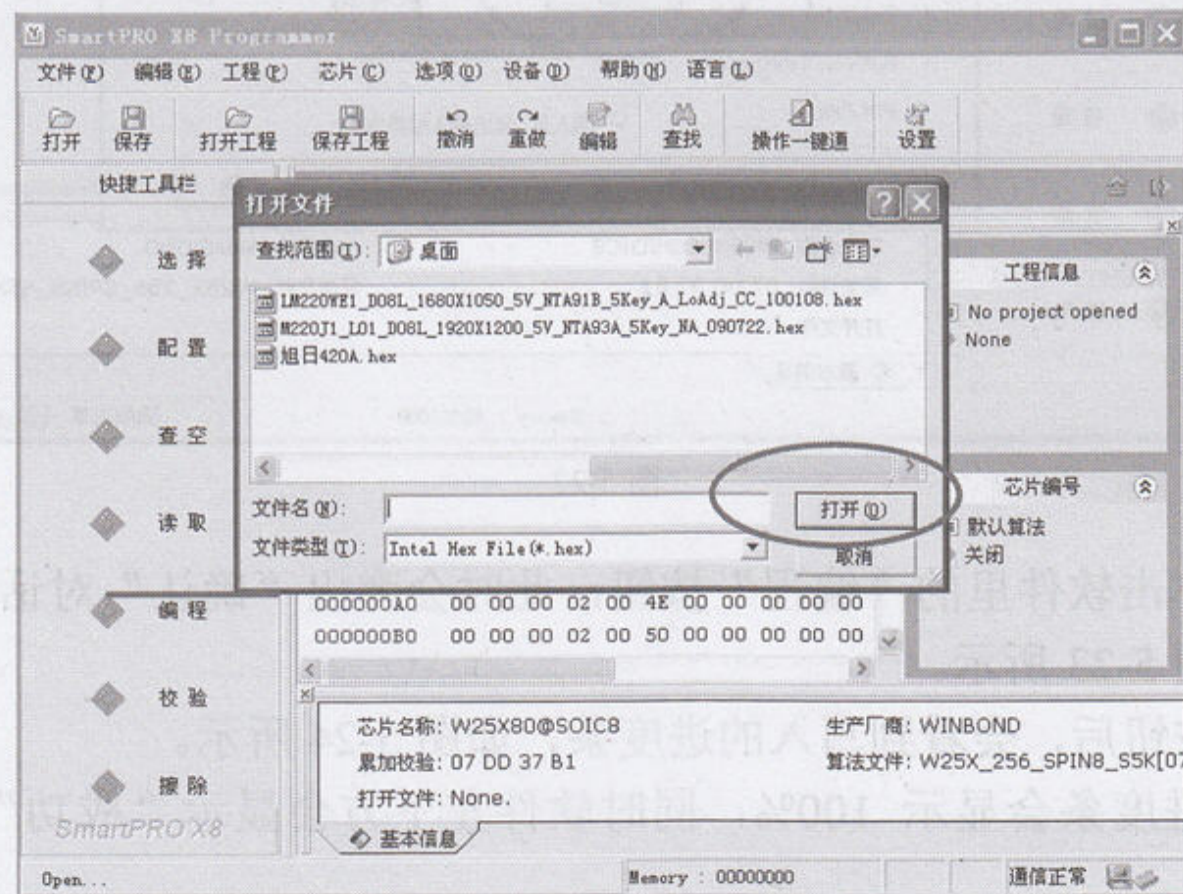 SmartPRO X8 Programmer
文件(F) 编辑(E) 工程(P) 芯片(C) 选项(O) 设备(D) 帮助(H) 语言(L)
打开 保存 打开工程 保存工程 撤消 重做 编辑 查找 操作一键通 设置
快捷工具栏
选 择
配 置
查 空
读 取
编 程
校 验
擦 除
SmartPRO X8
打开文件
查找范围(I): 桌面
LM220WE1_D08L_1680X1050_5V_NTA91B_5Key_A_LoAdj_CC_100108.hex
M220J1_L01_D08L_1920X1200_5V_NTA93A_5Key_NA_090722.hex
旭日420A.hex
文件名(N): 打开(O)
文件类型(T): Intel Hex File(*.hex) 取消
工程信息
No project opened
None
芯片编号
默认算法
关闭
000000A0 00 00 00 02 00 4E 00 00 00 00 00
000000B0 00 00 00 02 00 50 00 00 00 00 00
芯片名称: W25X80@SOIC8 生产厂商: WINBOND
累加校验: 07 DD 37 B1 算法文件: W25X_256_SPIN8_S5K[07
打开文件: None.
基本信息
Open... Memory : 00000000 通信正常